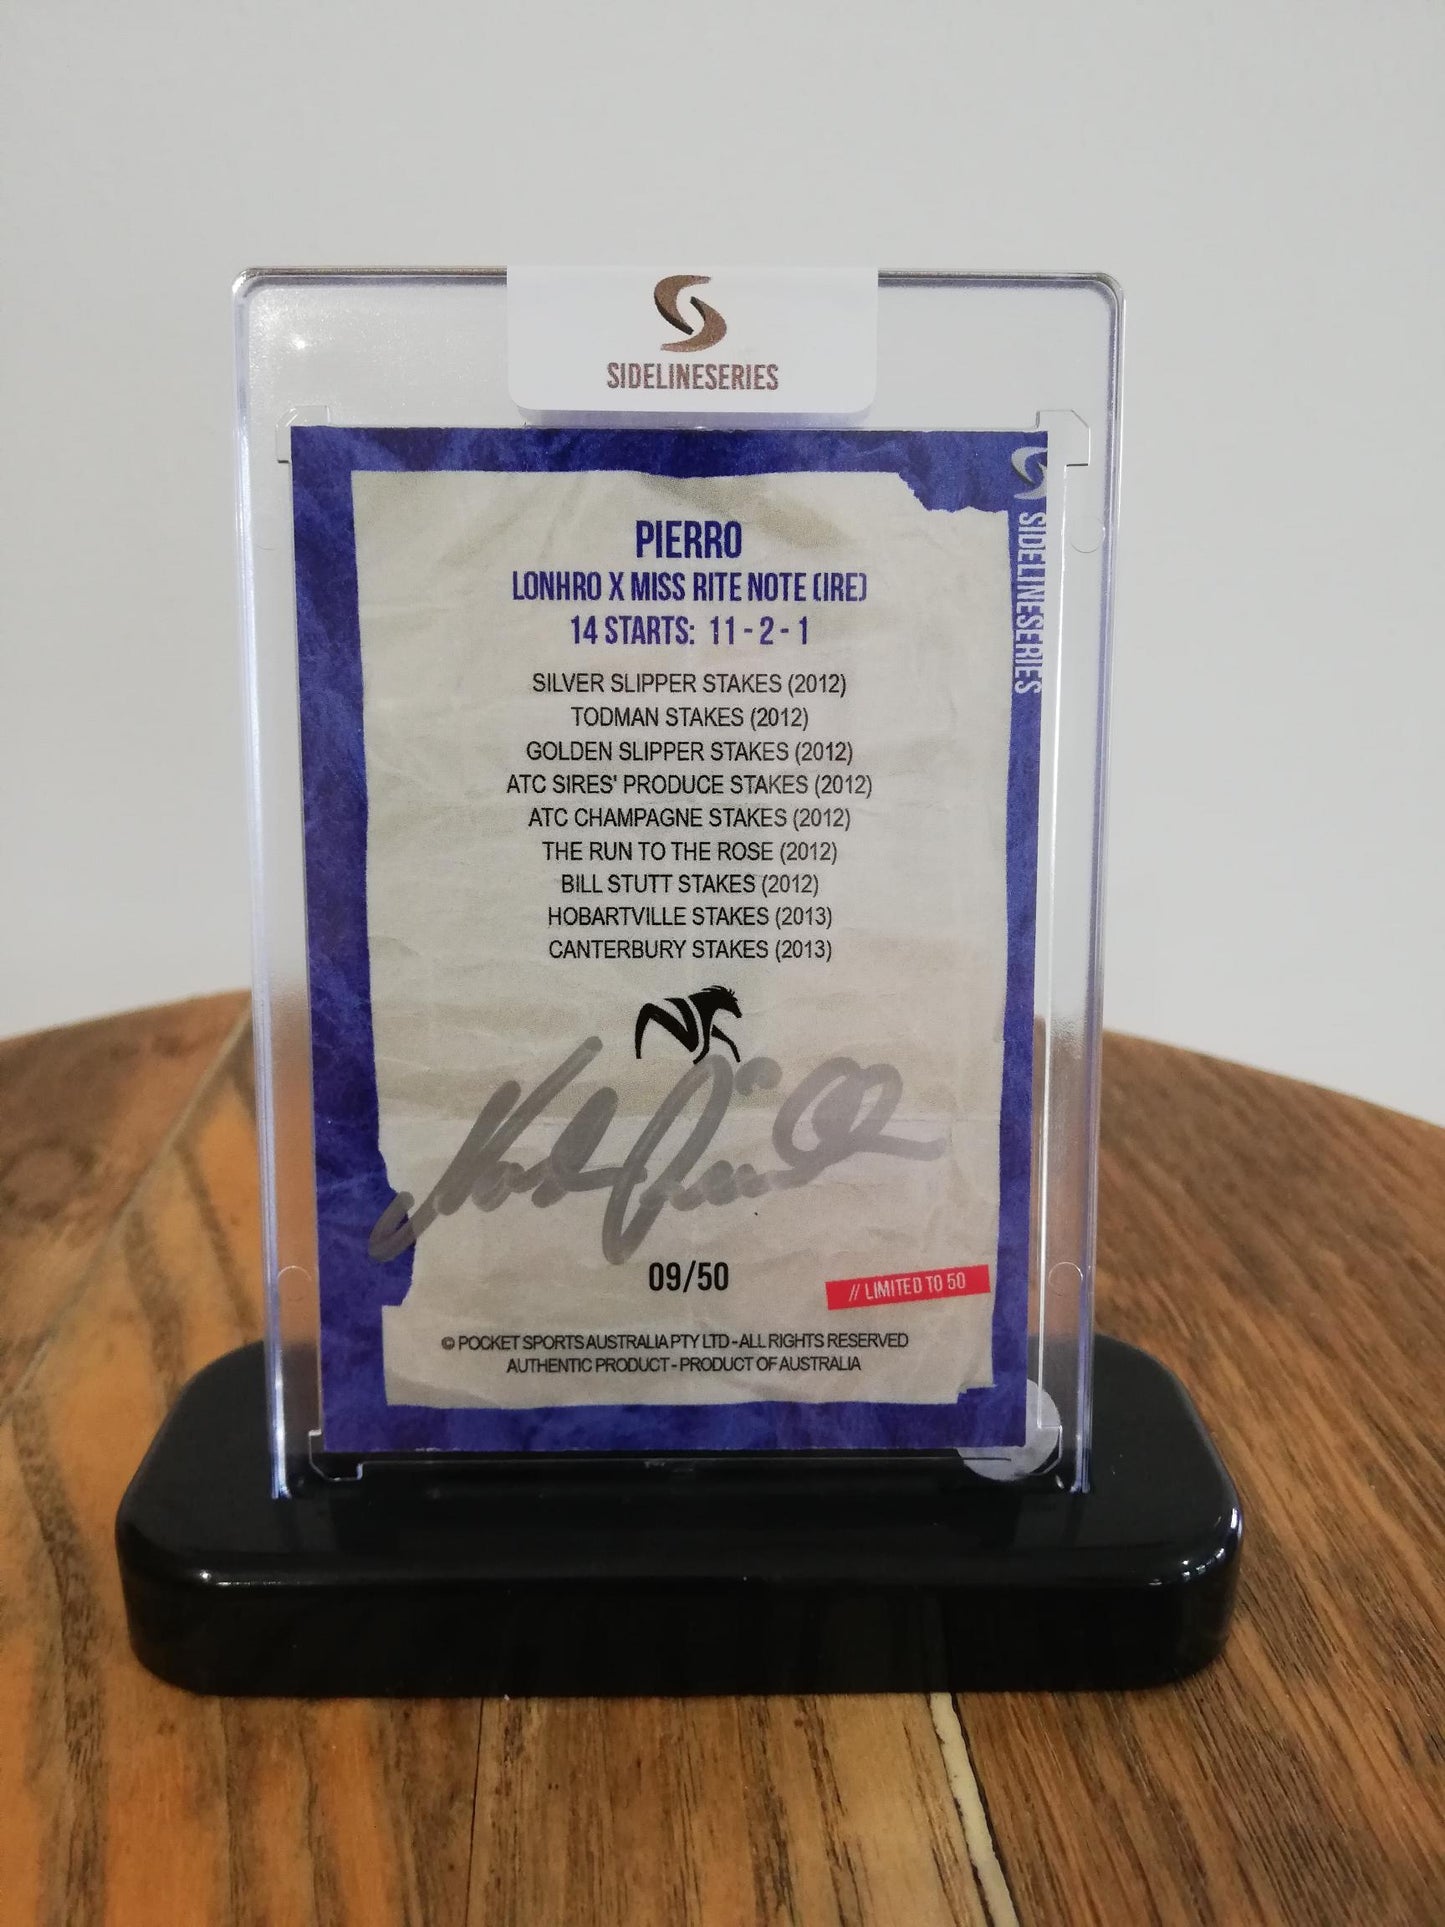 SIDELINESERIES
SIDELINESERIES
PIERRO
LONHRO X MISS RITE NOTE (IRE)
14 STARTS: 11 - 2 - 1
SILVER SLIPPER STAKES (2012)
TODMAN STAKES (2012)
GOLDEN SLIPPER STAKES (2012)
ATC SIRES' PRODUCE STAKES (2012)
ATC CHAMPAGNE STAKES (2012)
THE RUN TO THE ROSE (2012)
BILL STUTT STAKES (2012)
HOBARTVILLE STAKES (2013)
CANTERBURY STAKES (2013)
09/50
// LIMITED TO 50
© POCKET SPORTS AUSTRALIA PTY LTD - ALL RIGHTS RESERVED
AUTHENTIC PRODUCT - PRODUCT OF AUSTRALIA